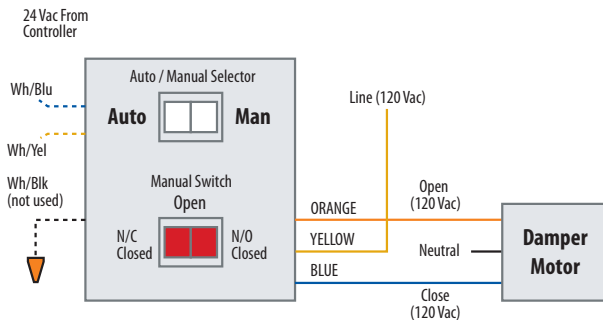 24 Vac From
Controller
Auto / Manual Selector
Wh/Blu
Auto
Man
Line (120 Vac)
Wh/Yel
Wh/Blk
(not used)
Manual Switch
Open
N/C
Closed
N/O
Closed
ORANGE
Open
(120 Vac)
YELLOW
Neutral
BLUE
Close
(120 Vac)
Damper
Motor